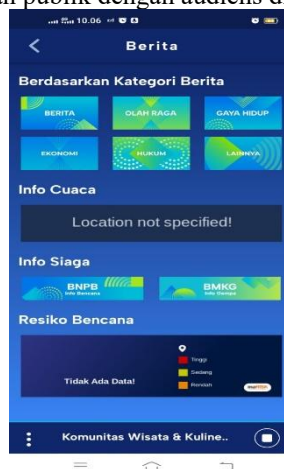 an publik dengan audiens di
10.06
Berita
Berdasarkan Kategori Berita
BERITA
OLAH RAGA
GAYA HIDUP
EKONOMI
HUKUM
LAINNYA
Info Cuaca
Location not specified!
Info Siaga
BNPB
Info Bencana
BMKG
Info Gempa
Resiko Bencana
Tinggi
Sedang
Rendah
Tidak Ada Data!
Komunitas Wisata & Kuline..